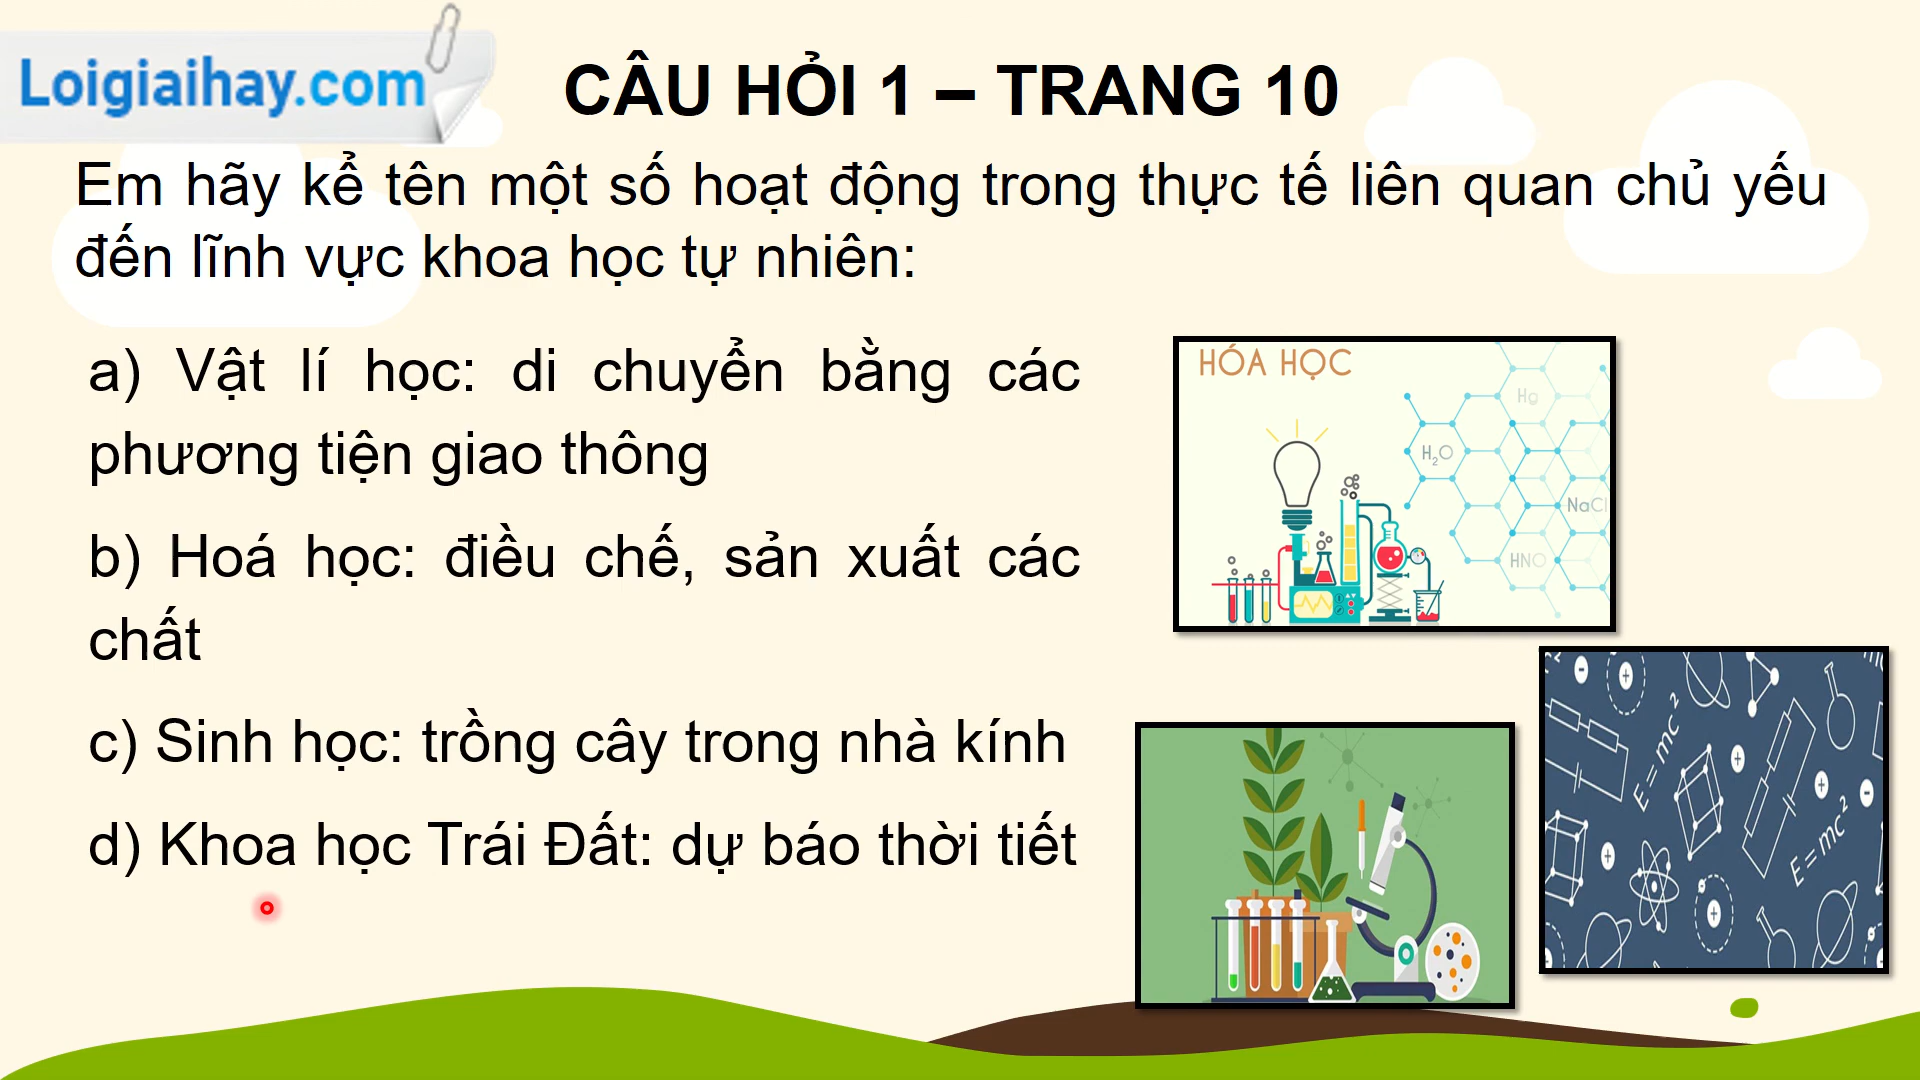 Loigiaihay.com
CÂU HỎI 1 – TRANG 10
Em hãy kể tên một số hoạt động trong thực tế liên quan chủ yếu
đến lĩnh vực khoa học tự nhiên:
a) Vật lí học: di chuyển bằng các
phương tiện giao thông
b) Hoá học: điều chế, sản xuất các
chất
c) Sinh học: trồng cây trong nhà kính
d) Khoa học Trái Đất: dự báo thời tiết
HÓA HỌC
Hg
H₂O
NaCl
HNO
E = mc²
E = mc²